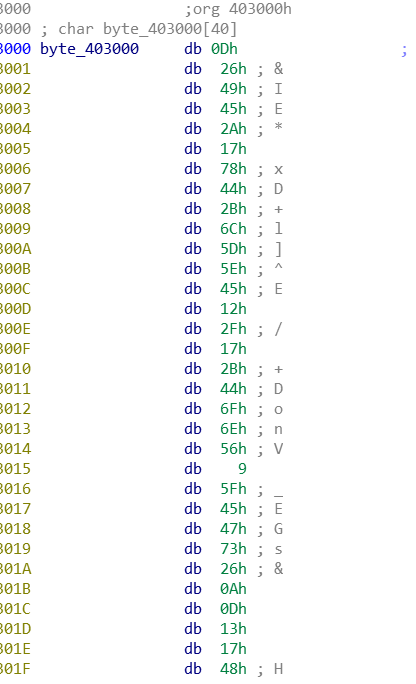 3000 ;org 403000h
3000 ; char byte_403000[40]
3000 byte_403000 db 0Dh ;
3001 db 26h ; &
3002 db 49h ; I
3003 db 45h ; E
3004 db 2Ah ; *
3005 db 17h
3006 db 78h ; x
3007 db 44h ; D
3008 db 2Bh ; +
3009 db 6Ch ; l
300A db 5Dh ; ]
300B db 5Eh ; ^
300C db 45h ; E
300D db 12h
300E db 2Fh ; /
300F db 17h
3010 db 2Bh ; +
3011 db 44h ; D
3012 db 6Fh ; o
3013 db 6Eh ; n
3014 db 56h ; V
3015 db 9
3016 db 5Fh ; _
3017 db 45h ; E
3018 db 47h ; G
3019 db 73h ; s
301A db 26h ; &
301B db 0Ah
301C db 0Dh
301D db 13h
301E db 17h
301F db 48h ; H